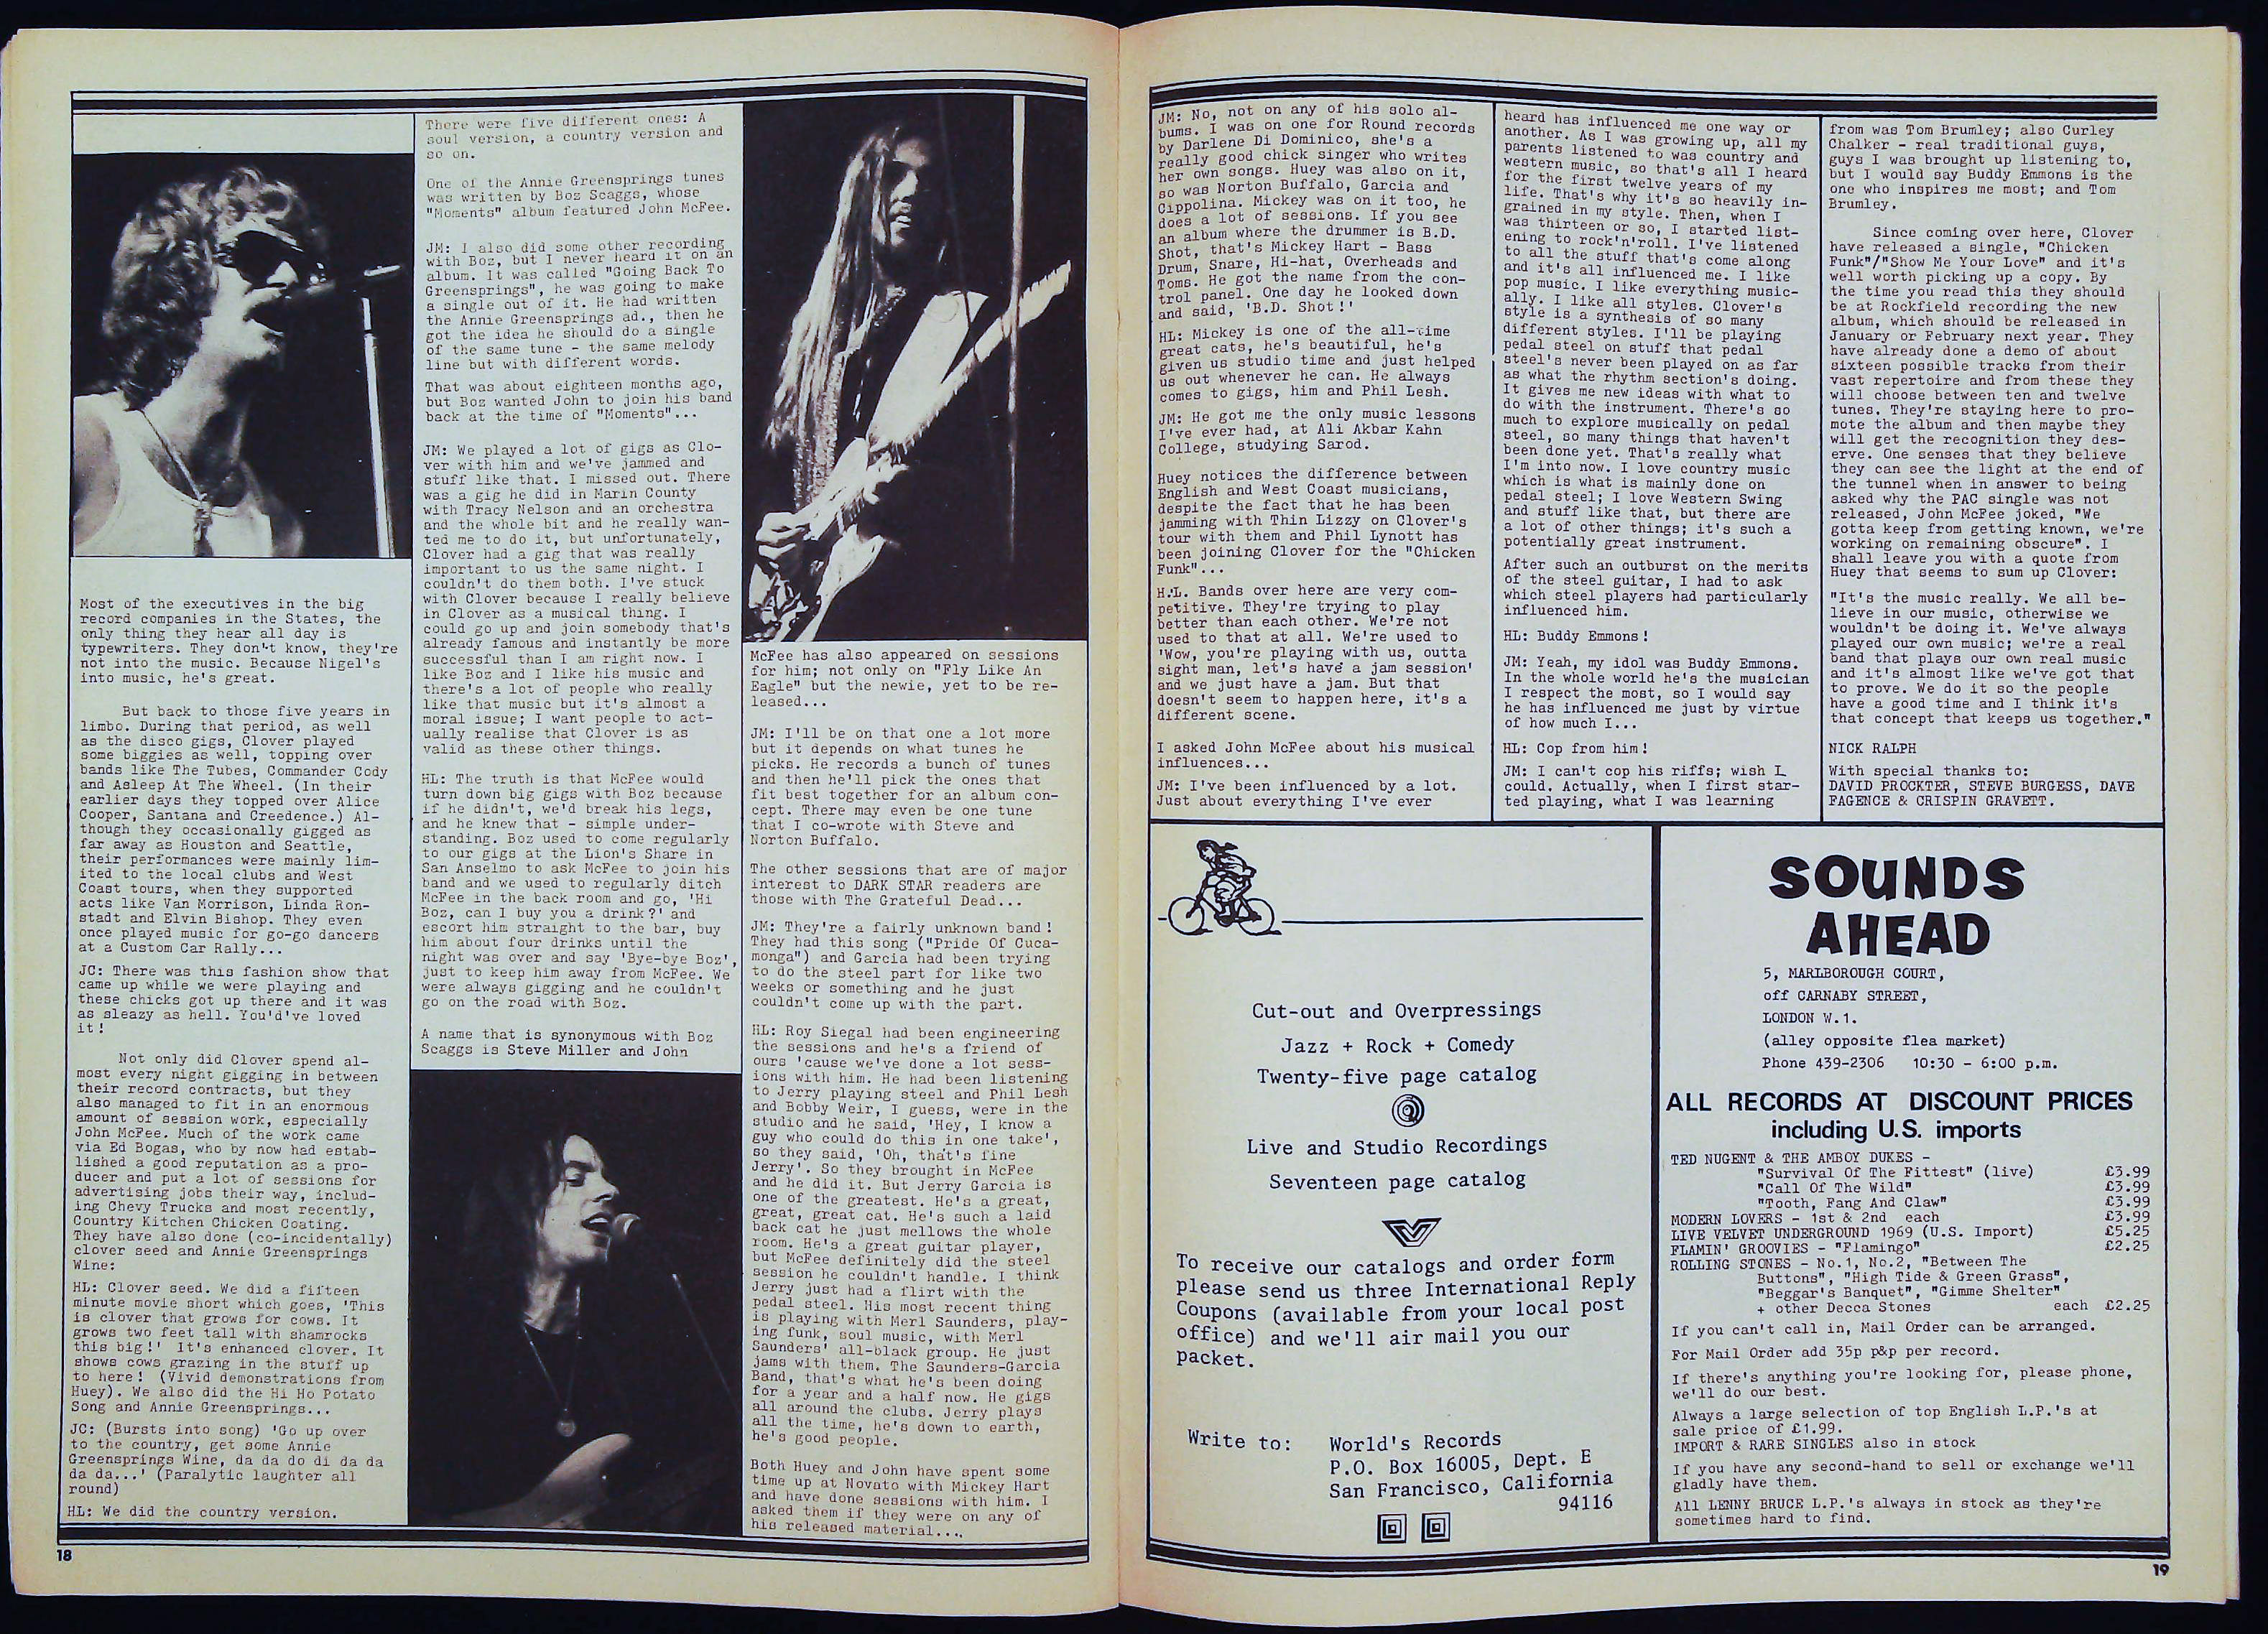 Most of the executives in the big
record companies in the States, the
only thing they hear all day is
typewriters. They don't know, they're
not into the music. Because Nigel's
into music, he's great.
But back to those five years in
limbo. During that period, as well
as the disco gigs, Clover played
some biggies as well, topping over
bands like The Tubes, Commander Cody
and Asleep At The Wheel. (In their
earlier days they topped over Alice
Cooper, Santana and Creedence.) Al-
though they occasionally gigged as
far away as Houston and Seattle,
their performances were mainly lim-
ited to the local clubs and West
Coast tours, when they supported
acts like Van Morrison, Linda Ron-
stadt and Elvin Bishop. They even
once played music for go-go dancers
at a Custom Car Rally...
JC: There was this fashion show that
came up while we were playing and
these chicks got up there and it was
as sleazy as hell. You'd've loved
it!
Not only did Clover spend al-
most every night gigging in between
their record contracts, but they
also managed to fit in an enormous
amount of session work, especially
John McFee. Much of the work came
via Ed Bogas, who by now had estab-
lished a good reputation as a pro-
ducer and put a lot of sessions for
advertising jobs their way, includ-
ing Chevy Trucks and most recently,
Country Kitchen Chicken Coating.
They have also done (co-incidentally)
clover seed and Annie Greensprings
Wine:
HL: Clover seed. We did a fifteen
minute movie short which goes, 'This
is clover that grows for cows. It
grows two feet tall with shamrocks
this big!' It's enhanced clover. It
shows cows grazing in the stuff up
to here! (Vivid demonstrations from
Huey). We also did the Hi Ho Potato
Song and Annie Greensprings...
JC: (Bursts into song) 'Go up over
to the country, get some Annie
Greensprings Wine, da da do di da da
da da...' (Paralytic laughter all
round)
HL: We did the country version.
There were five different ones: A
soul version, a country version and
so on.
One of the Annie Greensprings tunes
was written by Boz Scaggs, whose
"Moments" album featured John McFee.
JM: I also did some other recording
with Boz, but I never heard it on an
album. It was called "Going Back To
Greensprings", he was going to make
a single out of it. He had written
the Annie Greensprings ad., then he
got the idea he should do a single
of the same tune - the same melody
line but with different words.
That was about eighteen months ago,
but Boz wanted John to join his band
back at the time of "Moments"...
JM: We played a lot of gigs as Clo-
ver with him and we've jammed and
stuff like that. I missed out. There
was a gig he did in Marin County
with Tracy Nelson and an orchestra
and the whole bit and he really wan-
ted me to do it, but unfortunately,
Clover had a gig that was really
important to us the same night. I
couldn't do them both. I've stuck
with Clover because I really believe
in Clover as a musical thing. I
could go up and join somebody that's
already famous and instantly be more
successful than I am right now. I
like Boz and I like his music and
there's a lot of people who really
like that music but it's almost a
moral issue; I want people to act-
ually realise that Clover is as
valid as these other things.
HL: The truth is that McFee would
turn down big gigs with Boz because
if he didn't, we'd break his legs,
and he knew that - simple under-
standing. Boz used to come regularly
to our gigs at the Lion's Share in
San Anselmo to ask McFee to join his
band and we used to regularly ditch
McFee in the back room and go, 'Hi
Boz, can I buy you a drink?' and
escort him straight to the bar, buy
him about four drinks until the
night was over and say 'Bye-bye Boz',
just to keep him away from McFee. We
were always gigging and he couldn't
go on the road with Boz.
A name that is synonymous with Boz
Scaggs is Steve Miller and John
McFee has also appeared on sessions
for him; not only on "Fly Like An
Eagle" but the newie, yet to be re-
leased...
JM: I'll be on that one a lot more
but it depends on what tunes he
picks. He records a bunch of tunes
and then he'll pick the ones that
fit best together for an album con-
cept. There may even be one tune
that I co-wrote with Steve and
Norton Buffalo.
The other sessions that are of major
interest to DARK STAR readers are
those with The Grateful Dead...
JM: They're a fairly unknown band!
They had this song ("Pride Of Cuca-
monga") and Garcia had been trying
to do the steel part for like two
weeks or something and he just
couldn't come up with the part.
HL: Roy Siegal had been engineering
the sessions and he's a friend of
ours 'cause we've done a lot sess-
ions with him. He had been listening
to Jerry playing steel and Phil Lesh
and Bobby Weir, I guess, were in the
studio and he said, 'Hey, I know a
guy who could do this in one take',
so they said, 'Oh, that's fine
Jerry'. So they brought in McFee
and he did it. But Jerry Garcia is
one of the greatest. He's a great,
great, great cat. He's such a laid
back cat he just mellows the whole
room. He's a great guitar player,
but McFee definitely did the steel
session he couldn't handle. I think
Jerry just had a flirt with the
pedal steel. His most recent thing
is playing with Merl Saunders, play-
ing funk, soul music, with Merl
Saunders' all-black group. He just
jams with them. The Saunders-Garcia
Band, that's what he's been doing
for a year and a half now. He gigs
all around the clubs. Jerry plays
all the time, he's down to earth,
he's good people.
Both Huey and John have spent some
time up at Novato with Mickey Hart
and have done sessions with him. I
asked them if they were on any of
his released material....
18
JM: No, not on any of his solo al-
bums. I was on one for Round records
by Darlene Di Dominico, she's a
really good chick singer who writes
her own songs. Huey was also on it,
so was Norton Buffalo, Garcia and
Cippolina. Mickey was on it too, he
does a lot of sessions. If you see
an album where the drummer is B.D.
Shot, that's Mickey Hart - Bass
Drum, Snare, Hi-hat, Overheads and
Toms. He got the name from the con-
trol panel. One day he looked down
and said, 'B.D. Shot!'
HL: Mickey is one of the all-time
great cats, he's beautiful, he's
given us studio time and just helped
us out whenever he can. He always
comes to gigs, him and Phil Lesh.
JM: He got me the only music lessons
I've ever had, at Ali Akbar Kahn
College, studying Sarod.
Huey notices the difference between
English and West Coast musicians,
despite the fact that he has been
jamming with Thin Lizzy on Clover's
tour with them and Phil Lynott has
been joining Clover for the "Chicken
Funk"...
H.L. Bands over here are very com-
petitive. They're trying to play
better than each other. We're not
used to that at all. We're used to
'Wow, you're playing with us, outta
sight man, let's have a jam session'
and we just have a jam. But that
doesn't seem to happen here, it's a
different scene.
I asked John McFee about his musical
influences...
JM: I've been influenced by a lot.
Just about everything I've ever
heard has influenced me one way or
another. As I was growing up, all my
parents listened to was country and
western music, so that's all I heard
for the first twelve years of my
life. That's why it's so heavily in-
grained in my style. Then, when I
was thirteen or so, I started list-
ening to rock'n'roll. I've listened
to all the stuff that's come along
and it's all influenced me. I like
pop music. I like everything music-
ally. I like all styles. Clover's
style is a synthesis of so many
different styles. I'll be playing
pedal steel on stuff that pedal
steel's never been played on as far
as what the rhythm section's doing.
It gives me new ideas with what to
do with the instrument. There's so
much to explore musically on pedal
steel, so many things that haven't
been done yet. That's really what
I'm into now. I love country music
which is what is mainly done on
pedal steel; I love Western Swing
and stuff like that, but there are
a lot of other things; it's such a
potentially great instrument.
After such an outburst on the merits
of the steel guitar, I had to ask
which steel players had particularly
influenced him.
HL: Buddy Emmons!
JM: Yeah, my idol was Buddy Emmons.
In the whole world he's the musician
I respect the most, so I would say
he has influenced me just by virtue
of how much I...
HL: Cop from him!
JM: I can't cop his riffs; wish I
could. Actually, when I first star-
ted playing, what I was learning
from was Tom Brumley; also Curley
Chalker - real traditional guys,
guys I was brought up listening to,
but I would say Buddy Emmons is the
one who inspires me most; and Tom
Brumley.
Since coming over here, Clover
have released a single, "Chicken
Funk"/"Show Me Your Love" and it's
well worth picking up a copy. By
the time you read this they should
be at Rockfield recording the new
album, which should be released in
January or February next year. They
have already done a demo of about
sixteen possible tracks from their
vast repertoire and from these they
will choose between ten and twelve
tunes. They're staying here to pro-
mote the album and then maybe they
will get the recognition they des-
erve. One senses that they believe
they can see the light at the end of
the tunnel when in answer to being
asked why the PAC single was not
released, John McFee joked, "We
gotta keep from getting known, we're
working on remaining obscure". I
shall leave you with a quote from
Huey that seems to sum up Clover:
"It's the music really. We all be-
lieve in our music, otherwise we
wouldn't be doing it. We've always
played our own music; we're a real
band that plays our own real music
and it's almost like we've got that
to prove. We do it so the people
have a good time and I think it's
that concept that keeps us together."
NICK RALPH
With special thanks to:
DAVID PROCKTER, STEVE BURGESS, DAVE
FAGENCE & CRISPIN GRAVETT.
Cut-out and Overpressings
Jazz + Rock + Comedy
Twenty-five page catalog
Live and Studio Recordings
Seventeen page catalog
To receive our catalogs and order form
please send us three International Reply
Coupons (available from your local post
office) and we'll air mail you our
packet.
Write to: World's Records
P.O. Box 16005, Dept. E
San Francisco, California
94116
SOUNDS
AHEAD
5, MARLBOROUGH COURT,
off CARNABY STREET,
LONDON W.1.
(alley opposite flea market)
Phone 439-2306 10:30 - 6:00 p.m.
ALL RECORDS AT DISCOUNT PRICES
including U.S. imports
TED NUGENT & THE AMBOY DUKES -
"Survival Of The Fittest" (live) £3.99
"Call Of The Wild" £3.99
"Tooth, Fang And Claw" £3.99
MODERN LOVERS - 1st & 2nd each £3.99
LIVE VELVET UNDERGROUND 1969 (U.S. Import) £5.25
FLAMIN' GROOVIES - "Flamingo" £2.25
ROLLING STONES - No.1, No.2, "Between The
Buttons", "High Tide & Green Grass",
"Beggar's Banquet", "Gimme Shelter"
+ other Decca Stones each £2.25
If you can't call in, Mail Order can be arranged.
For Mail Order add 35p p&p per record.
If there's anything you're looking for, please phone,
we'll do our best.
Always a large selection of top English L.P.'s at
sale price of £1.99.
IMPORT & RARE SINGLES also in stock
If you have any second-hand to sell or exchange we'll
gladly have them.
All LENNY BRUCE L.P.'s always in stock as they're
sometimes hard to find.
19